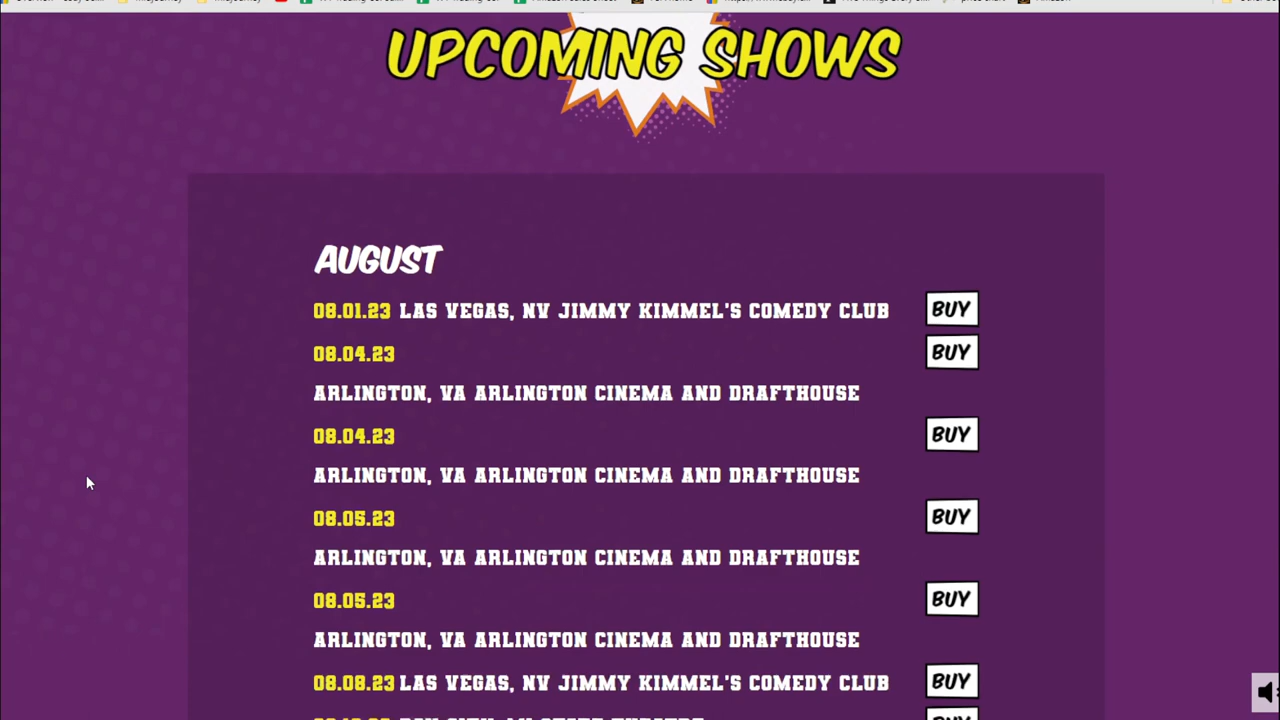 UPCOMING SHOWS
AUGUST
08.01.23 LAS VEGAS, NV JIMMY KIMMEL'S COMEDY CLUB BUY
08.04.23 BUY
ARLINGTON, VA ARLINGTON CINEMA AND DRAFTHOUSE
08.04.23 BUY
ARLINGTON, VA ARLINGTON CINEMA AND DRAFTHOUSE
08.05.23 BUY
ARLINGTON, VA ARLINGTON CINEMA AND DRAFTHOUSE
08.05.23 BUY
ARLINGTON, VA ARLINGTON CINEMA AND DRAFTHOUSE
08.08.23 LAS VEGAS, NV JIMMY KIMMEL'S COMEDY CLUB BUY